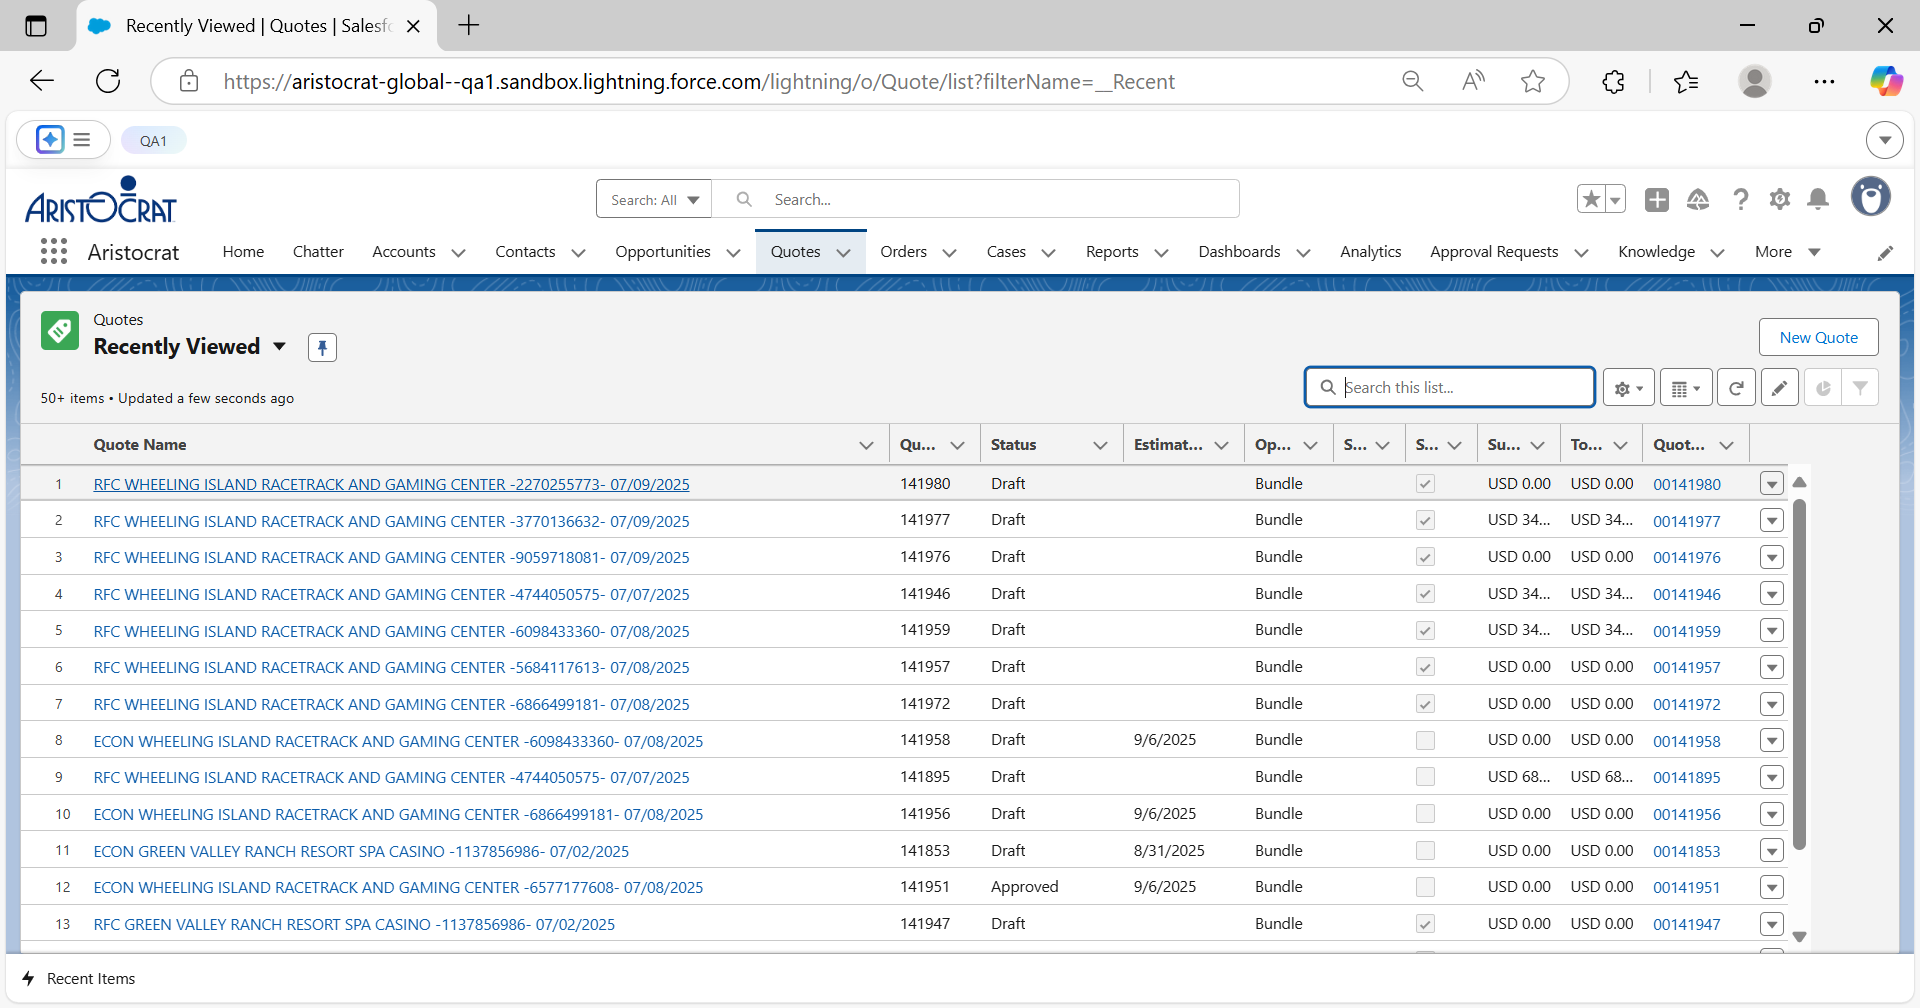 Recently Viewed | Quotes | Salesfo
https://aristocrat-global--qa1.sandbox.lightning.force.com/lightning/o/Quote/list?filterName=__Recent
QA1
ARISTOCRAT
Search: All
Search...
Aristocrat
Home Chatter Accounts Contacts Opportunities Quotes Orders Cases Reports Dashboards Analytics Approval Requests Knowledge More
Quotes
Recently Viewed
New Quote
50+ items • Updated a few seconds ago
Search this list...
Quote Name Qu... Status Estimat... Op... S... S... Su... To... Quot...
1 RFC WHEELING ISLAND RACETRACK AND GAMING CENTER -2270255773- 07/09/2025 141980 Draft Bundle USD 0.00 USD 0.00 00141980
2 RFC WHEELING ISLAND RACETRACK AND GAMING CENTER -3770136632- 07/09/2025 141977 Draft Bundle USD 34... USD 34... 00141977
3 RFC WHEELING ISLAND RACETRACK AND GAMING CENTER -9059718081- 07/09/2025 141976 Draft Bundle USD 0.00 USD 0.00 00141976
4 RFC WHEELING ISLAND RACETRACK AND GAMING CENTER -4744050575- 07/07/2025 141946 Draft Bundle USD 34... USD 34... 00141946
5 RFC WHEELING ISLAND RACETRACK AND GAMING CENTER -6098433360- 07/08/2025 141959 Draft Bundle USD 34... USD 34... 00141959
6 RFC WHEELING ISLAND RACETRACK AND GAMING CENTER -5684117613- 07/08/2025 141957 Draft Bundle USD 0.00 USD 0.00 00141957
7 RFC WHEELING ISLAND RACETRACK AND GAMING CENTER -6866499181- 07/08/2025 141972 Draft Bundle USD 0.00 USD 0.00 00141972
8 ECON WHEELING ISLAND RACETRACK AND GAMING CENTER -6098433360- 07/08/2025 141958 Draft 9/6/2025 Bundle USD 0.00 USD 0.00 00141958
9 RFC WHEELING ISLAND RACETRACK AND GAMING CENTER -4744050575- 07/07/2025 141895 Draft Bundle USD 68... USD 68... 00141895
10 ECON WHEELING ISLAND RACETRACK AND GAMING CENTER -6866499181- 07/08/2025 141956 Draft 9/6/2025 Bundle USD 0.00 USD 0.00 00141956
11 ECON GREEN VALLEY RANCH RESORT SPA CASINO -1137856986- 07/02/2025 141853 Draft 8/31/2025 Bundle USD 0.00 USD 0.00 00141853
12 ECON WHEELING ISLAND RACETRACK AND GAMING CENTER -6577177608- 07/08/2025 141951 Approved 9/6/2025 Bundle USD 0.00 USD 0.00 00141951
13 RFC GREEN VALLEY RANCH RESORT SPA CASINO -1137856986- 07/02/2025 141947 Draft Bundle USD 0.00 USD 0.00 00141947
Recent Items